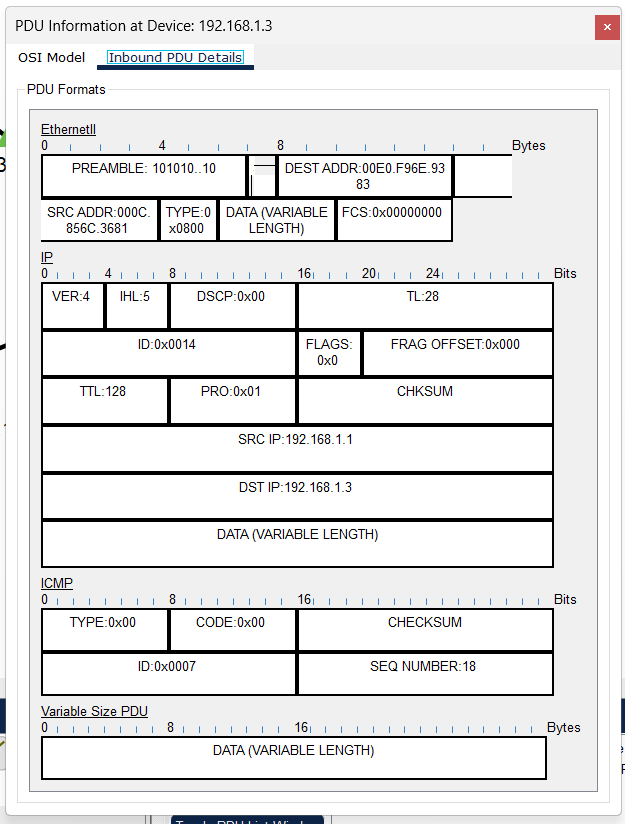 PDU Information at Device: 192.168.1.3
OSI Model Inbound PDU Details
PDU Formats
EthernetII
0 4 8 Bytes
PREAMBLE: 101010..10 DEST ADDR:00E0.F96E.93
83
SRC ADDR:000C. TYPE:0 DATA (VARIABLE FCS:0x00000000
856C.3681 x0800 LENGTH)
IP
0 4 8 16 20 24 Bits
VER:4 IHL:5 DSCP:0x00 TL:28
ID:0x0014 FLAGS: FRAG OFFSET:0x000
0x0
TTL:128 PRO:0x01 CHKSUM
SRC IP:192.168.1.1
DST IP:192.168.1.3
DATA (VARIABLE LENGTH)
ICMP
0 8 16 Bits
TYPE:0x00 CODE:0x00 CHECKSUM
ID:0x0007 SEQ NUMBER:18
Variable Size PDU
0 8 16 Bytes
DATA (VARIABLE LENGTH)